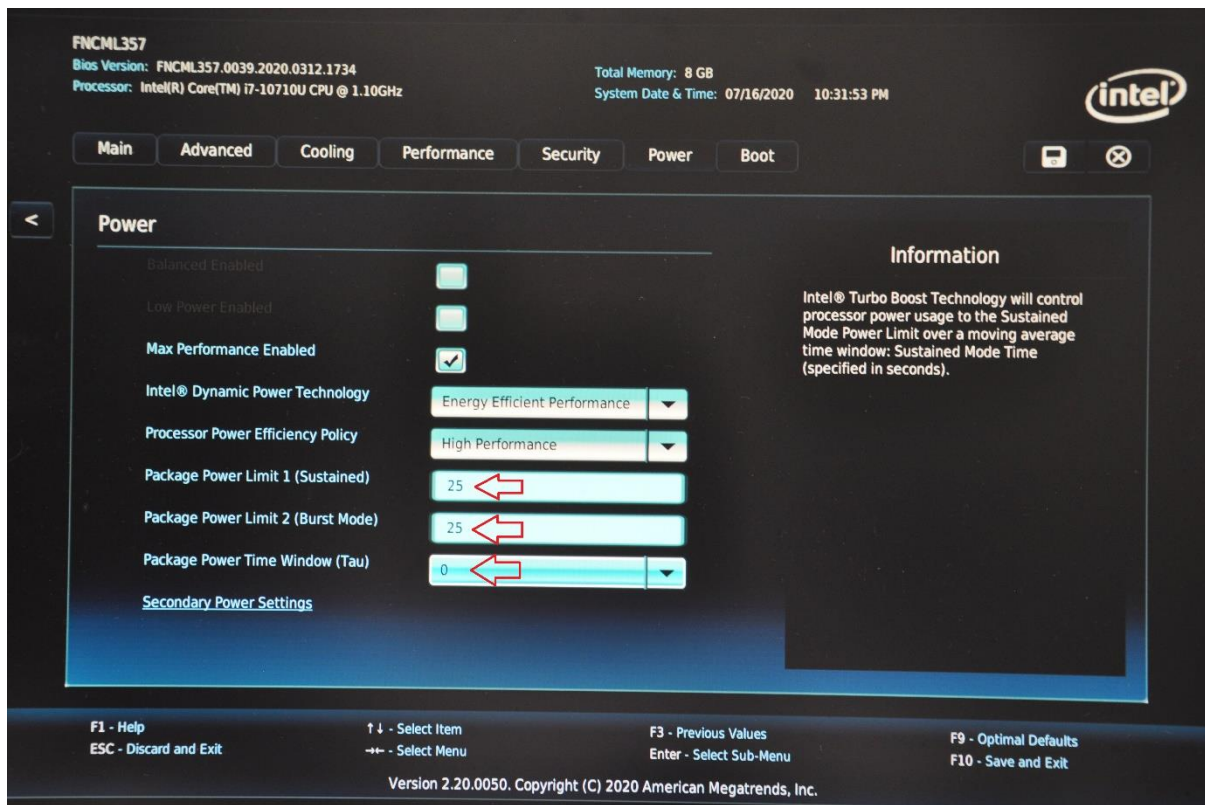 FNCML357
Bios Version: FNCML357.0039.2020.0312.1734
Processor: Intel(R) Core(TM) i7-10710U CPU @ 1.10GHz
Total Memory: 8 GB
System Date & Time: 07/16/2020 10:31:53 PM
intel
Main Advanced Cooling Performance Security Power Boot
<
Power
Balanced Enabled
Low Power Enabled
Max Performance Enabled
Intel® Dynamic Power Technology Energy Efficient Performance
Processor Power Efficiency Policy High Performance
Package Power Limit 1 (Sustained) 25
Package Power Limit 2 (Burst Mode) 25
Package Power Time Window (Tau) 0
Secondary Power Settings
Information
Intel® Turbo Boost Technology will control
processor power usage to the Sustained
Mode Power Limit over a moving average
time window: Sustained Mode Time
(specified in seconds).
F1 - Help
ESC - Discard and Exit
↑↓ - Select Item
→← - Select Menu
F3 - Previous Values
Enter - Select Sub-Menu
F9 - Optimal Defaults
F10 - Save and Exit
Version 2.20.0050. Copyright (C) 2020 American Megatrends, Inc.